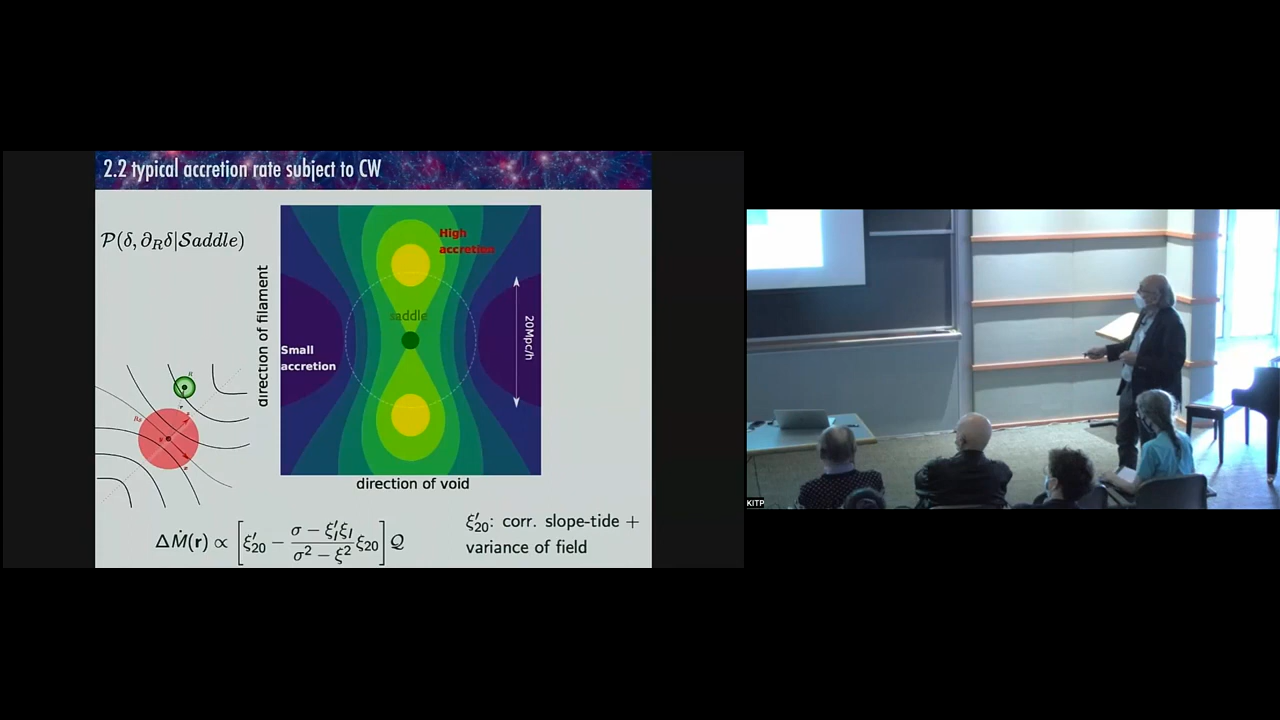 2.2 typical accretion rate subject to CW
P(δ, ∂_Rδ|Saddle)
High
accretion
saddle
Small
accretion
20Mpc/h
direction of filament
direction of void
ΔṀ(r) ∝ [ξ′₂₀ − (σ − ξ′₁ξ₁)/(σ² − ξ²) ξ₂₀] Q
ξ′₂₀: corr. slope-tide +
variance of field
R
r
KITP